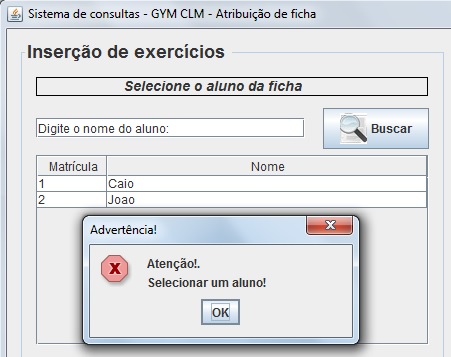 Sistema de consultas - GYM CLM - Atribuição de ficha
Inserção de exercícios
Selecione o aluno da ficha
Digite o nome do aluno:
Buscar
Matrícula Nome
1 Caio
2 Joao
Advertência!
Atenção!.
Selecionar um aluno!
OK